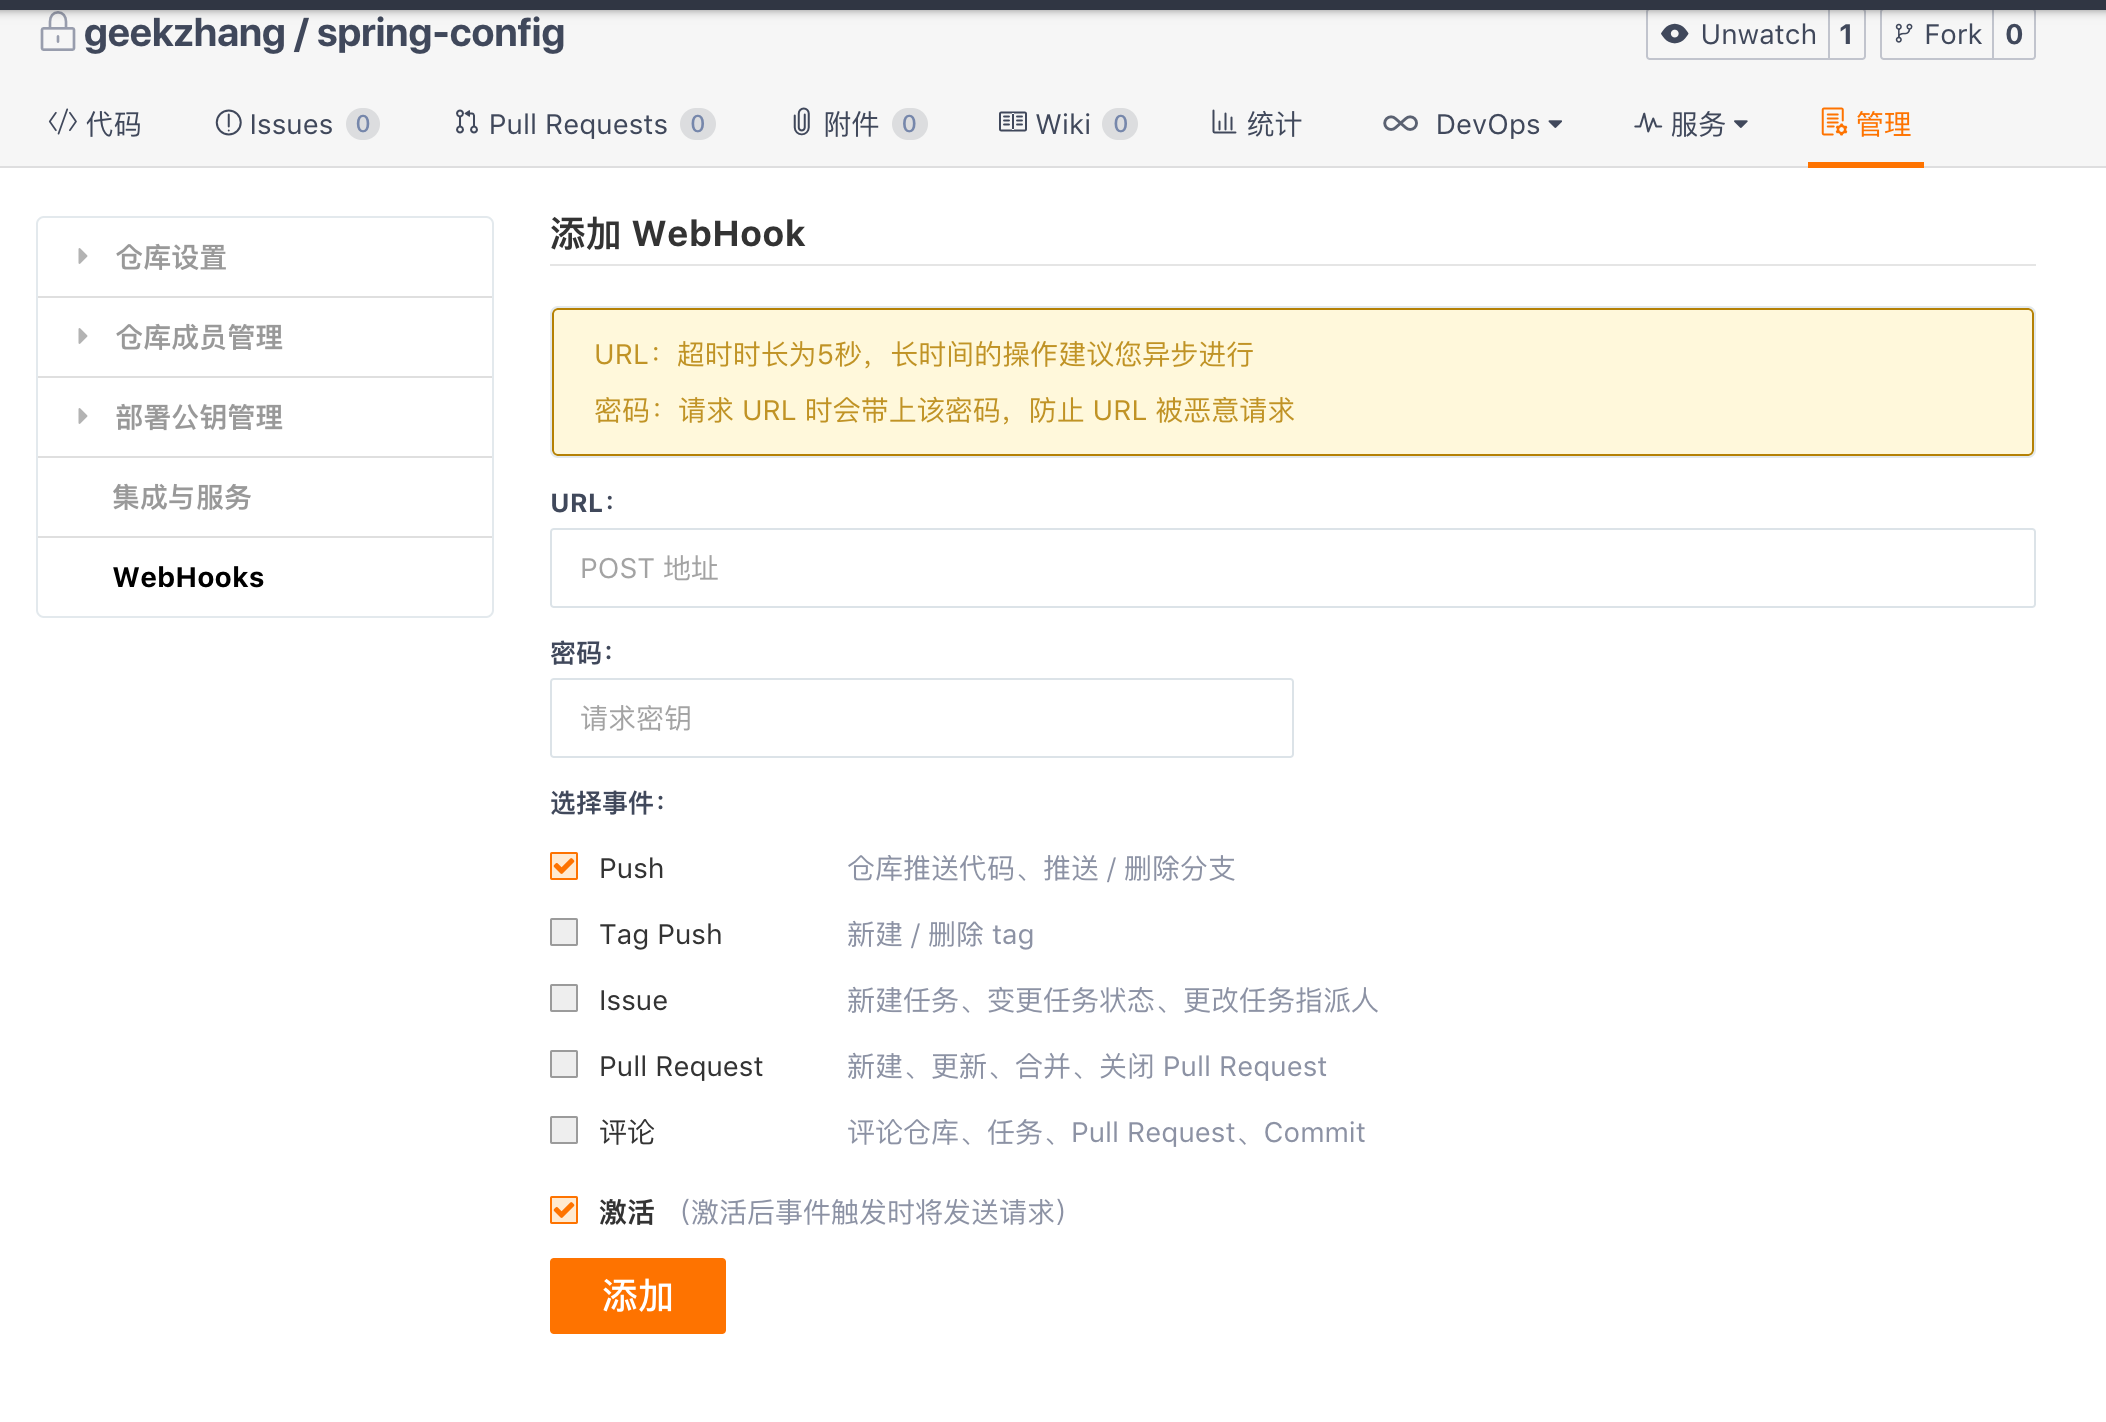 geekzhang / spring-config
Unwatch 1 Fork 0
代码 Issues 0 Pull Requests 0 附件 0 Wiki 0 统计 DevOps 服务 管理
仓库设置
仓库成员管理
部署公钥管理
集成与服务
WebHooks
添加 WebHook
URL：超时时长为5秒，长时间的操作建议您异步进行
密码：请求 URL 时会带上该密码，防止 URL 被恶意请求
URL：
POST 地址
密码：
请求密钥
选择事件：
Push 仓库推送代码、推送 / 删除分支
Tag Push 新建 / 删除 tag
Issue 新建任务、变更任务状态、更改任务指派人
Pull Request 新建、更新、合并、关闭 Pull Request
评论 评论仓库、任务、Pull Request、Commit
激活 （激活后事件触发时将发送请求）
添加